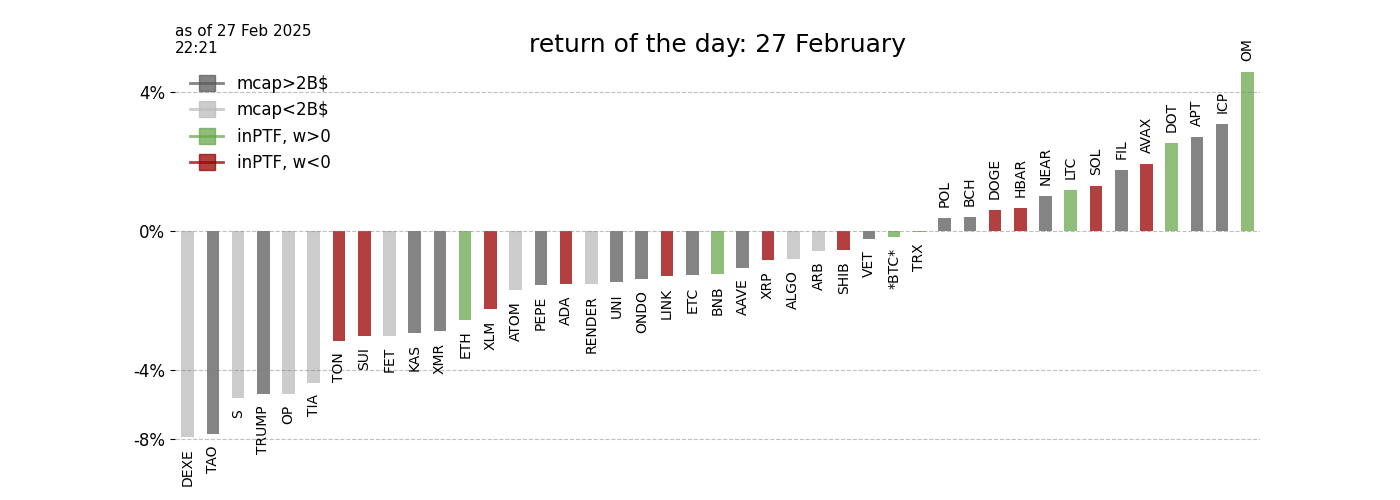 as of 27 Feb 2025
22:21
return of the day: 27 February
mcap>2B$
mcap<2B$
inPTF, w>0
inPTF, w<0
4%
0%
-4%
-8%
DEXE
TAO
S
TRUMP
OP
TIA
TON
SUI
FET
KAS
XMR
ETH
XLM
ATOM
PEPE
ADA
RENDER
UNI
ONDO
LINK
ETC
BNB
AAVE
XRP
ALGO
ARB
SHIB
VET
*BTC*
TRX
POL
BCH
DOGE
HBAR
NEAR
LTC
SOL
FIL
AVAX
DOT
APT
ICP
OM